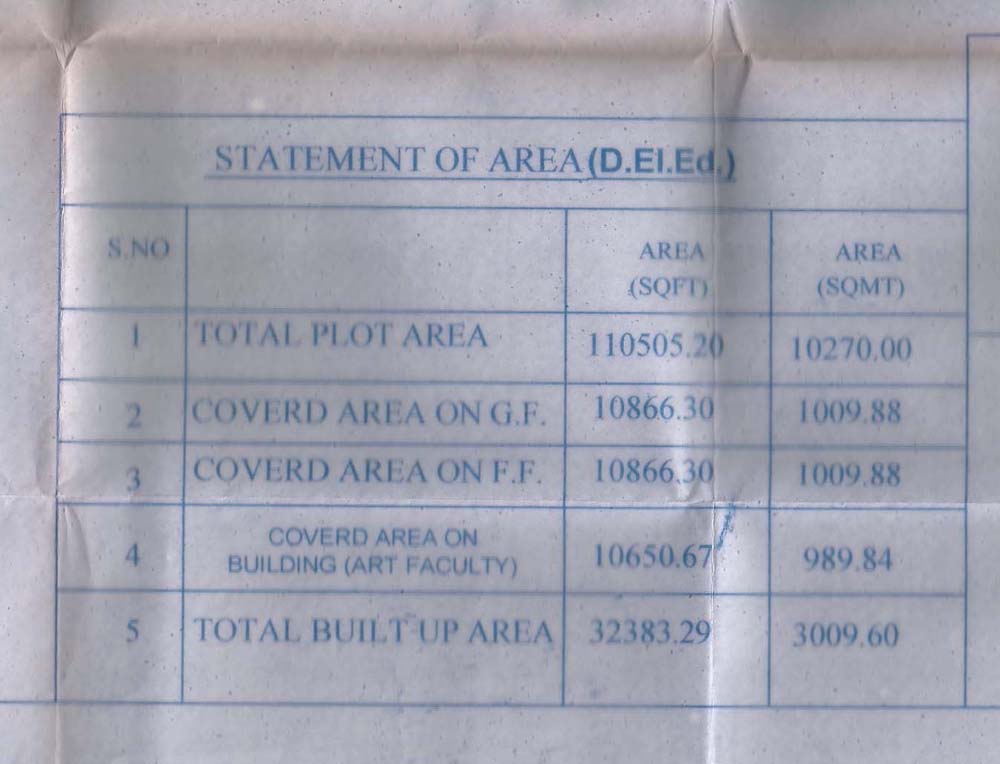 STATEMENT OF AREA (D.El.Ed.)
S.NO AREA (SQFT) AREA (SQMT)
1 TOTAL PLOT AREA 110505.20 10270.00
2 COVERD AREA ON G.F. 10866.30 1009.88
3 COVERD AREA ON F.F. 10866.30 1009.88
4 COVERD AREA ON BUILDING (ART FACULTY) 10650.67 989.84
5 TOTAL BUILT UP AREA 32383.29 3009.60